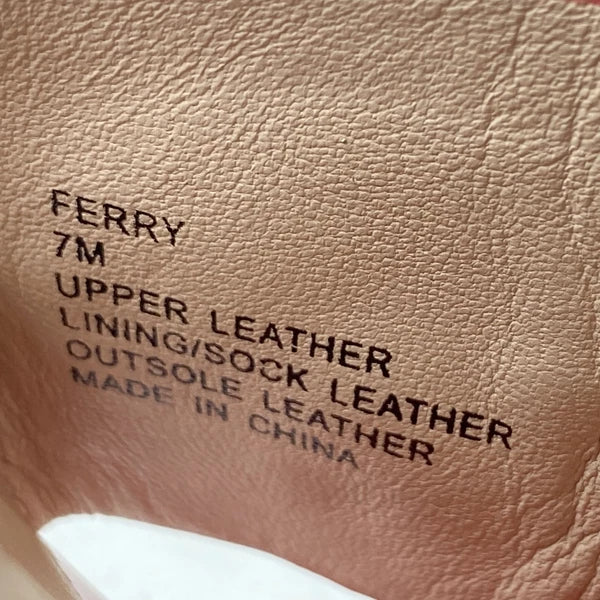 FERRY
7M
UPPER LEATHER
LINING/SOCK LEATHER
OUTSOLE LEATHER
MADE IN CHINA